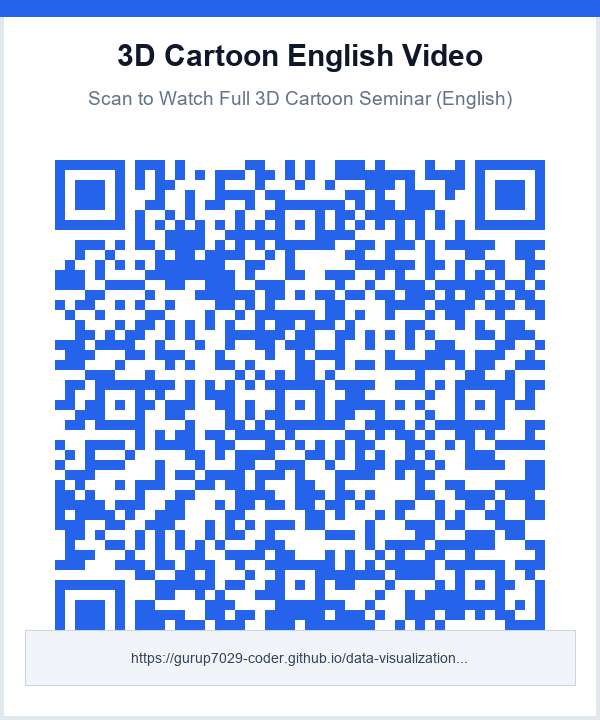 3D Cartoon English Video
Scan to Watch Full 3D Cartoon Seminar (English)
https://gurup7029-coder.github.io/data-visualization...